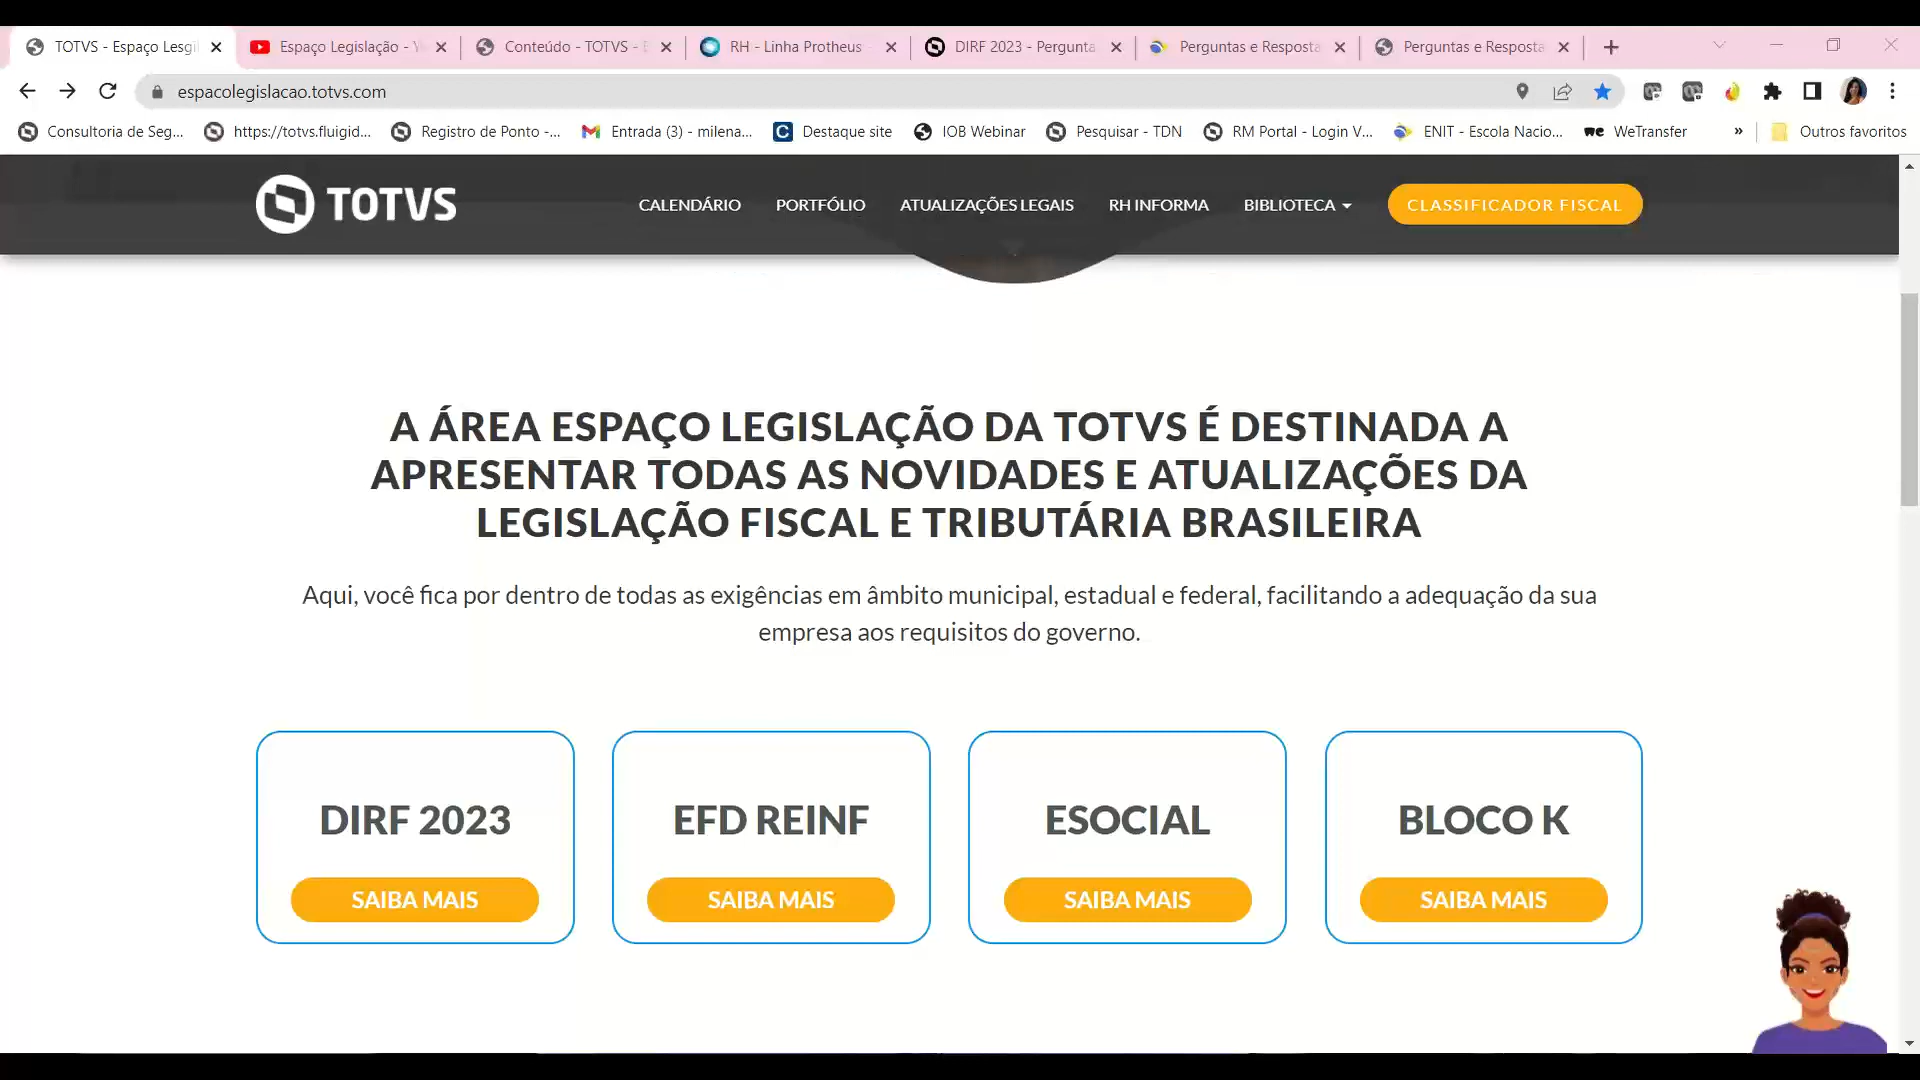 TOTVS - Espaço Lesgi
Espaço Legislação - Y
Conteúdo - TOTVS - E
RH - Linha Protheus
DIRF 2023 - Pergunta
Perguntas e Resposta
Perguntas e Resposta
espacolegislacao.totvs.com
Consultoria de Seg...
https://totvs.fluigid...
Registro de Ponto -...
Entrada (3) - milena...
Destaque site
IOB Webinar
Pesquisar - TDN
RM Portal - Login V...
ENIT - Escola Nacio...
WeTransfer
»
Outros favoritos
TOTVS
CALENDÁRIO
PORTFÓLIO
ATUALIZAÇÕES LEGAIS
RH INFORMA
BIBLIOTECA
CLASSIFICADOR FISCAL
A ÁREA ESPAÇO LEGISLAÇÃO DA TOTVS É DESTINADA A
APRESENTAR TODAS AS NOVIDADES E ATUALIZAÇÕES DA
LEGISLAÇÃO FISCAL E TRIBUTÁRIA BRASILEIRA
Aqui, você fica por dentro de todas as exigências em âmbito municipal, estadual e federal, facilitando a adequação da sua
empresa aos requisitos do governo.
DIRF 2023
EFD REINF
ESOCIAL
BLOCO K
SAIBA MAIS
SAIBA MAIS
SAIBA MAIS
SAIBA MAIS